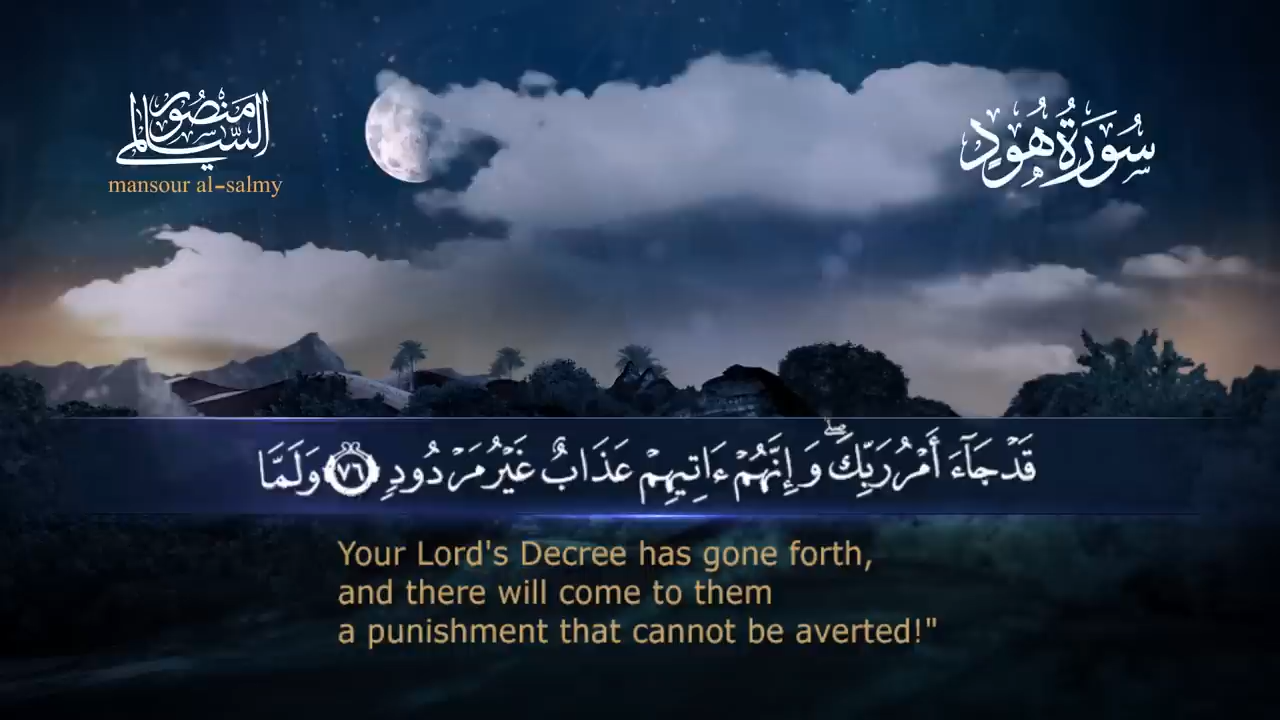 منصور
السالمي
mansour al-salmy
سُورَةُ هُودٍ
قَدْ جَآءَ أَمْرُ رَبِّكَ ۖ وَإِنَّهُمْ ءَاتِيهِمْ عَذَابٌ غَيْرُ مَرْدُودٍ ٧٦ وَلَمَّا
Your Lord's Decree has gone forth,
and there will come to them
a punishment that cannot be averted!"